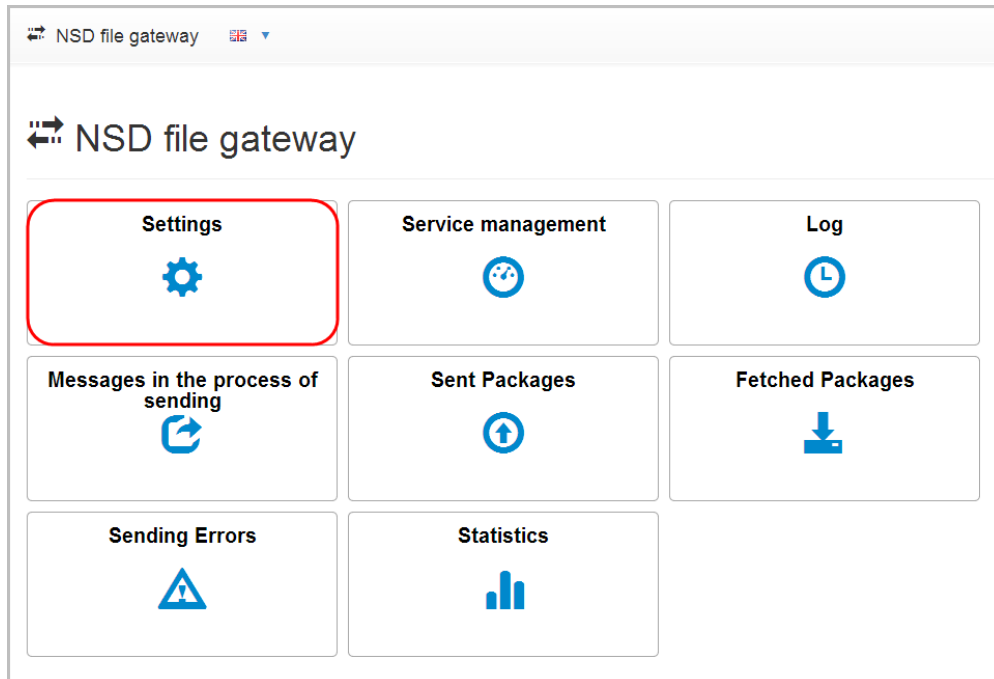 NSD file gateway
NSD file gateway
Settings
Service management
Log
Messages in the process of
sending
Sent Packages
Fetched Packages
Sending Errors
Statistics